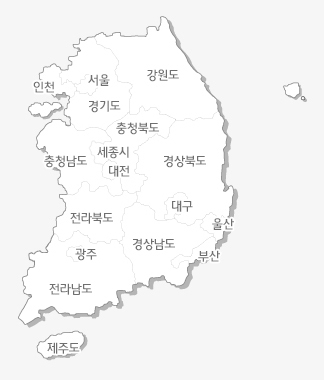 강원도
서울
인천
경기도
충청북도
세종시
충청남도
경상북도
대전
대구
전라북도
울산
경상남도
광주
부산
전라남도
제주도